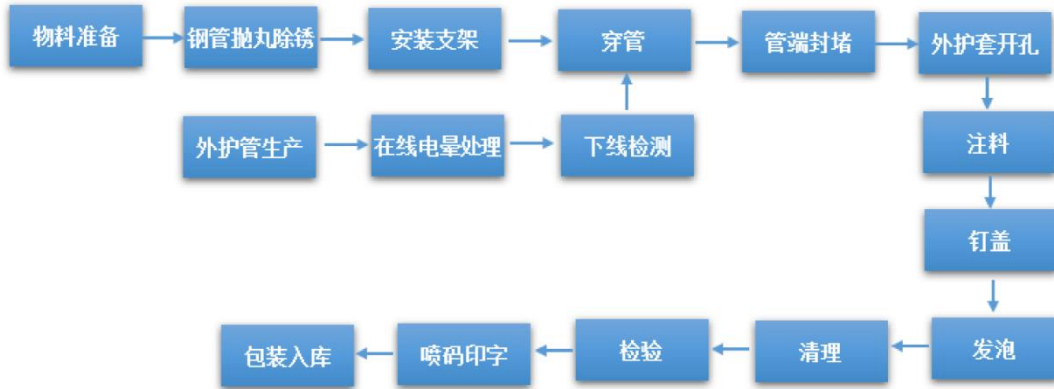 物料准备
钢管抛丸除锈
安装支架
穿管
管端封堵
外护套开孔
外护管生产
在线电晕处理
下线检测
注料
钉盖
发泡
清理
检验
喷码印字
包装入库